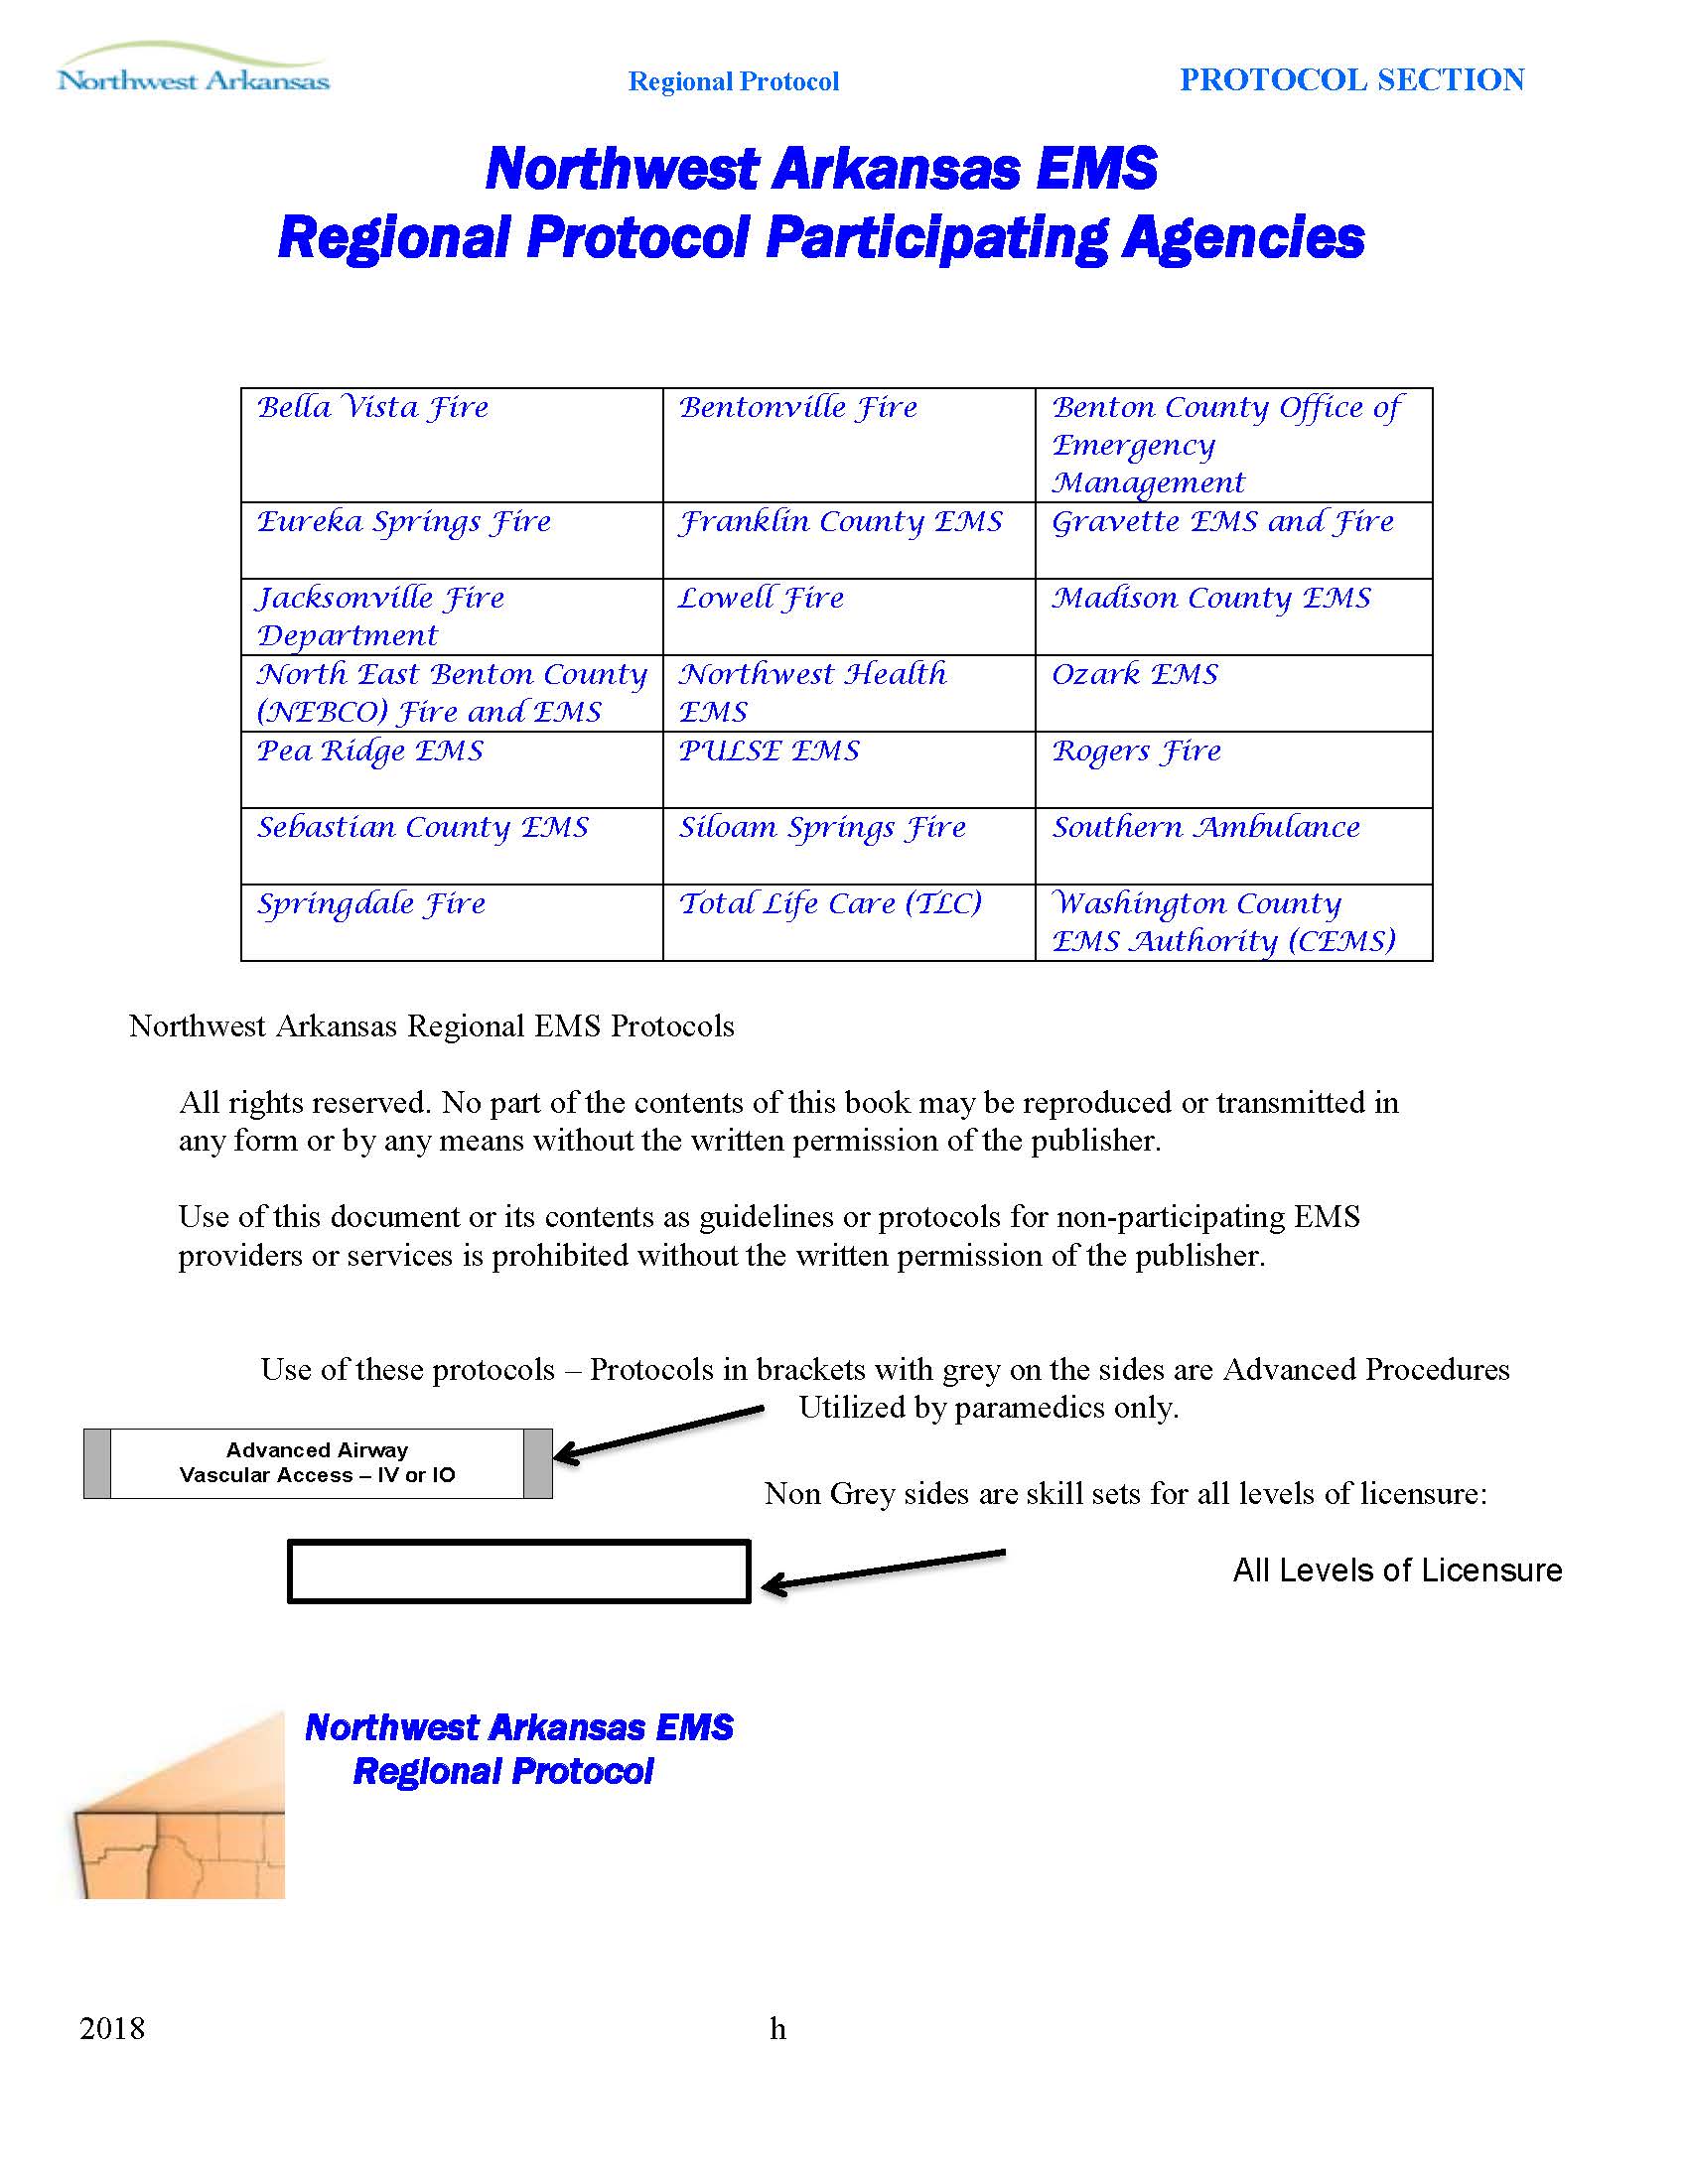 Northwest Arkansas
Regional Protocol
PROTOCOL SECTION
Northwest Arkansas EMS
Regional Protocol Participating Agencies
Bella Vista Fire
Bentonville Fire
Benton County Office of
Emergency
Management
Eureka Springs Fire
Franklin County EMS
Gravette EMS and Fire
Jacksonville Fire
Department
Lowell Fire
Madison County EMS
North East Benton County
(NEBCO) Fire and EMS
Northwest Health
EMS
Ozark EMS
Pea Ridge EMS
PULSE EMS
Rogers Fire
Sebastian County EMS
Siloam Springs Fire
Southern Ambulance
Springdale Fire
Total Life Care (TLC)
Washington County
EMS Authority (CEMS)
Northwest Arkansas Regional EMS Protocols
All rights reserved. No part of the contents of this book may be reproduced or transmitted in
any form or by any means without the written permission of the publisher.
Use of this document or its contents as guidelines or protocols for non-participating EMS
providers or services is prohibited without the written permission of the publisher.
Use of these protocols – Protocols in brackets with grey on the sides are Advanced Procedures
Utilized by paramedics only.
Advanced Airway
Vascular Access – IV or IO
Non Grey sides are skill sets for all levels of licensure:
All Levels of Licensure
Northwest Arkansas EMS
Regional Protocol
2018
h